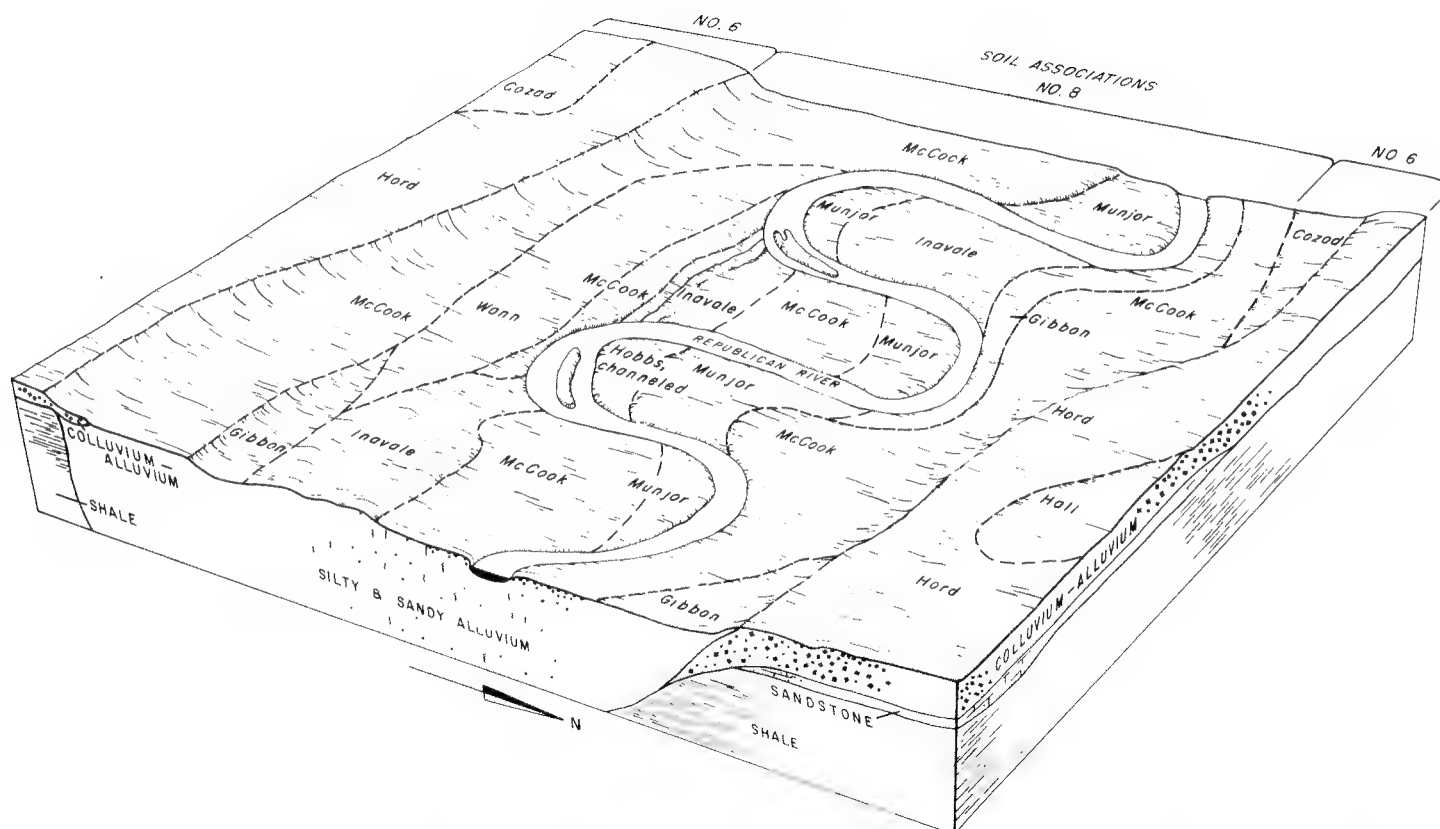 NO. 6
SOIL ASSOCIATIONS
NO. 8
NO 6
Cozad
McCock
Hord
Munjor
Munjor
Inavale
Cozad
McCook
Inavale
McCook
Wann
McCook
Gibbon
McCook
Munjor
REPUBLICAN RIVER
Hobbs,
channeled
Munjor
Hord
McCook
Gibbon
Inavale
McCook
Munjor
Hall
Hord
Gibbon
COLLUVIUM –
ALLUVIUM
SHALE
SILTY & SANDY ALLUVIUM
COLLUVIUM – ALLUVIUM
SANDSTONE
SHALE
N